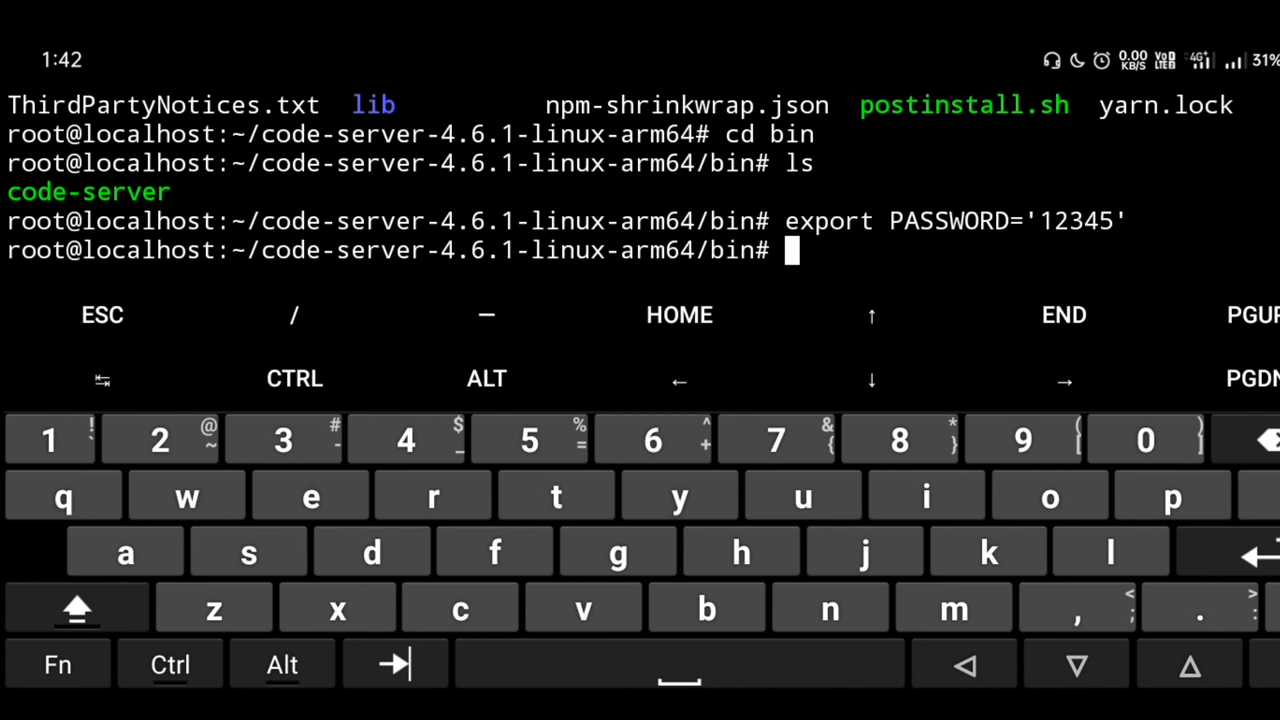 1:42 0.00 KB/S Vo) LTE 4G+ 31%
ThirdPartyNotices.txt lib npm-shrinkwrap.json postinstall.sh yarn.lock
root@localhost:~/code-server-4.6.1-linux-arm64# cd bin
root@localhost:~/code-server-4.6.1-linux-arm64/bin# ls
code-server
root@localhost:~/code-server-4.6.1-linux-arm64/bin# export PASSWORD='12345'
root@localhost:~/code-server-4.6.1-linux-arm64/bin#
ESC / — HOME ↑ END PGUP
↹ CTRL ALT ← ↓ → PGDN
1 ! ` 2 @ ~ 3 # - 4 $ _ 5 % = 6 ^ + 7 & { 8 * } 9 ( [ 0 ) ]
q w e r t y u i o p
a s d f g h j k l
z x c v b n m , < ; . > :
Fn Ctrl Alt